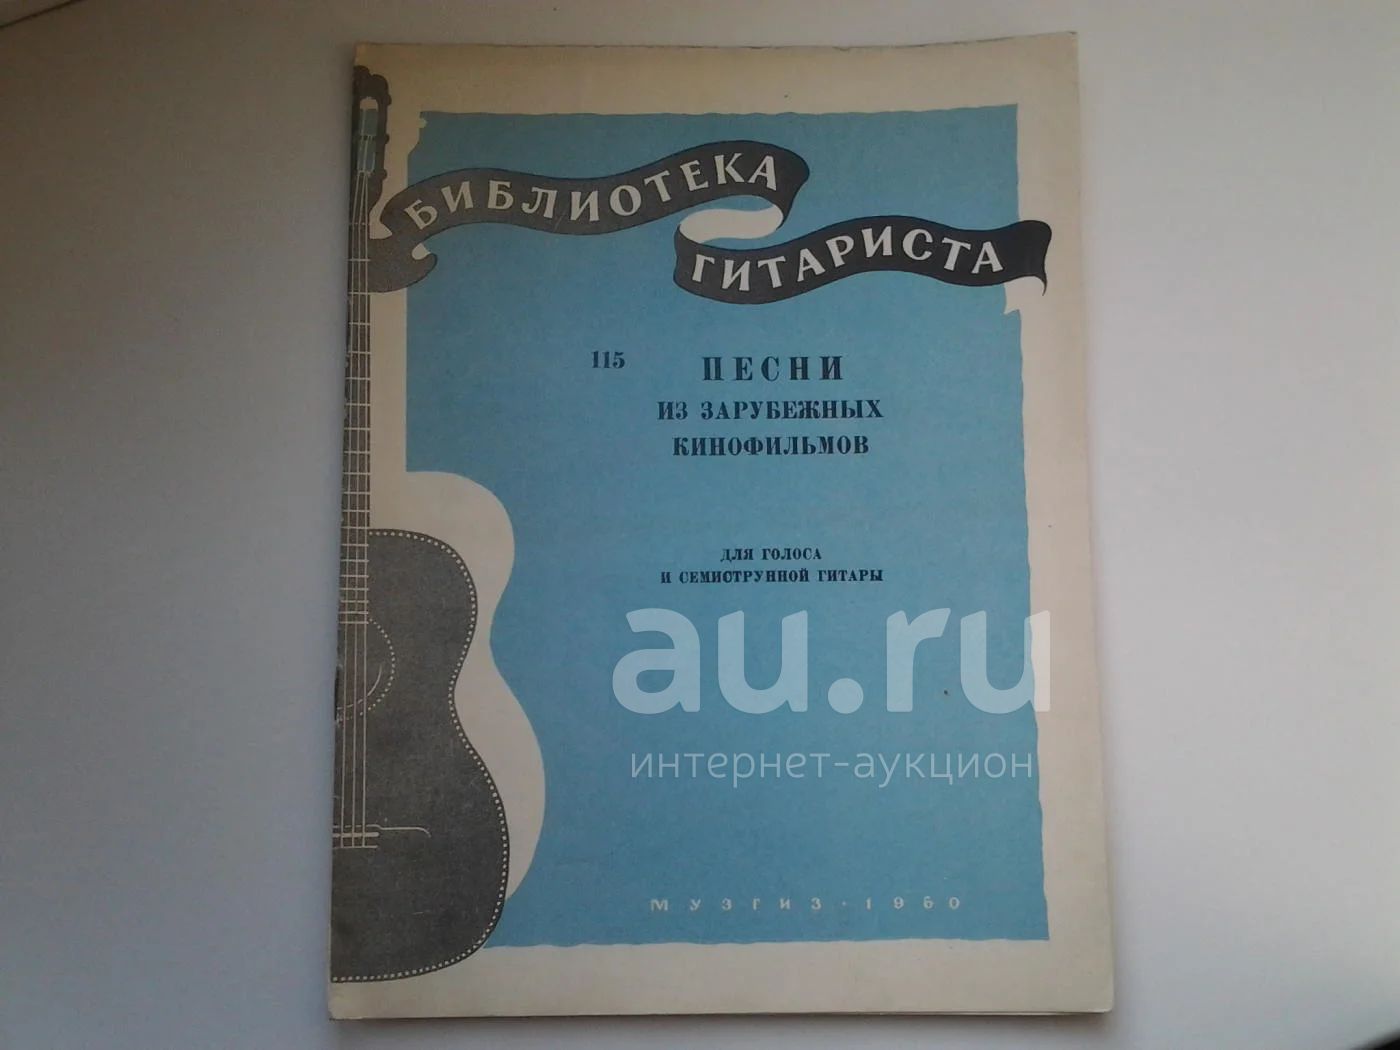 БИБЛИОТЕКА
ГИТАРИСТА
115 ПЕСНИ
ИЗ ЗАРУБЕЖНЫХ
КИНОФИЛЬМОВ
ДЛЯ ГОЛОСА
И СЕМИСТРУННОЙ ГИТАРЫ
au.ru
интернет-аукцион
МУЗГИЗ · 1960